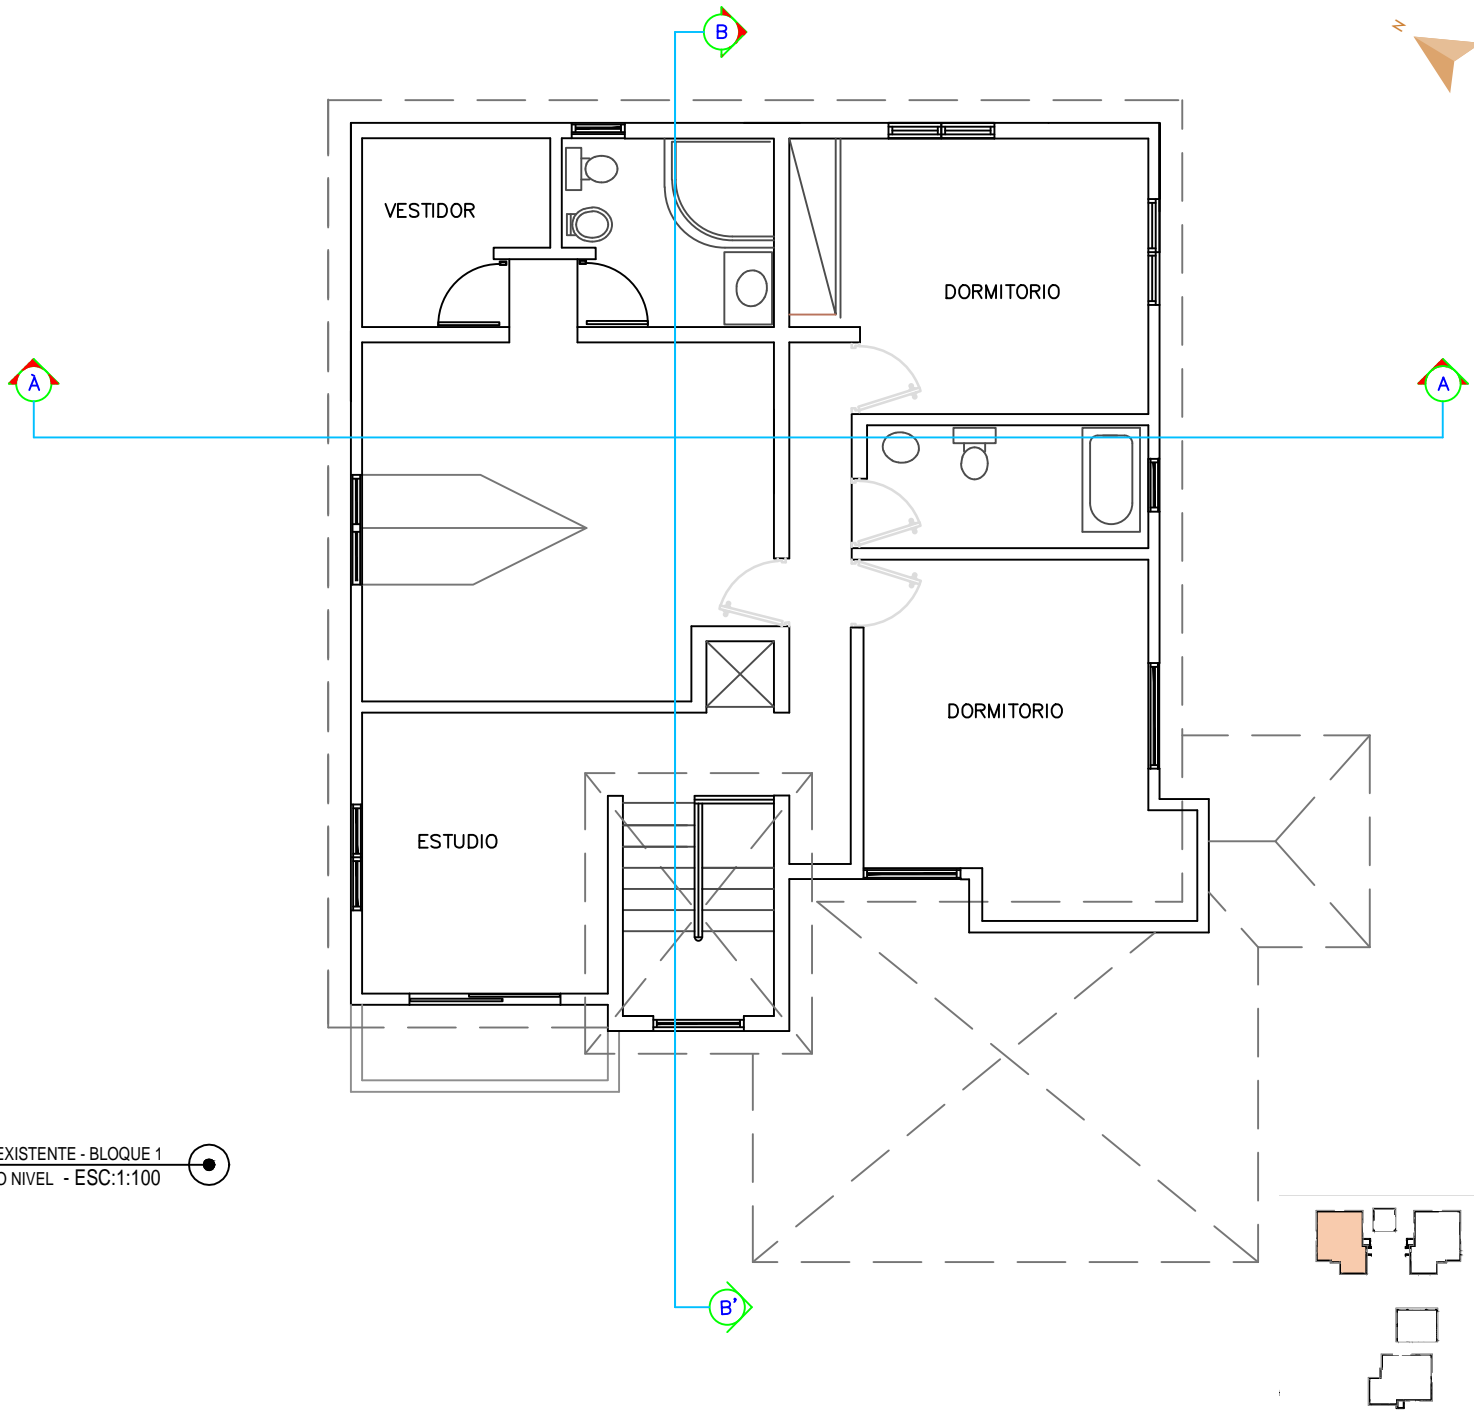 B
N
VESTIDOR
DORMITORIO
A
A
DORMITORIO
ESTUDIO
EXISTENTE - BLOQUE 1
O NIVEL - ESC:1:100
B'